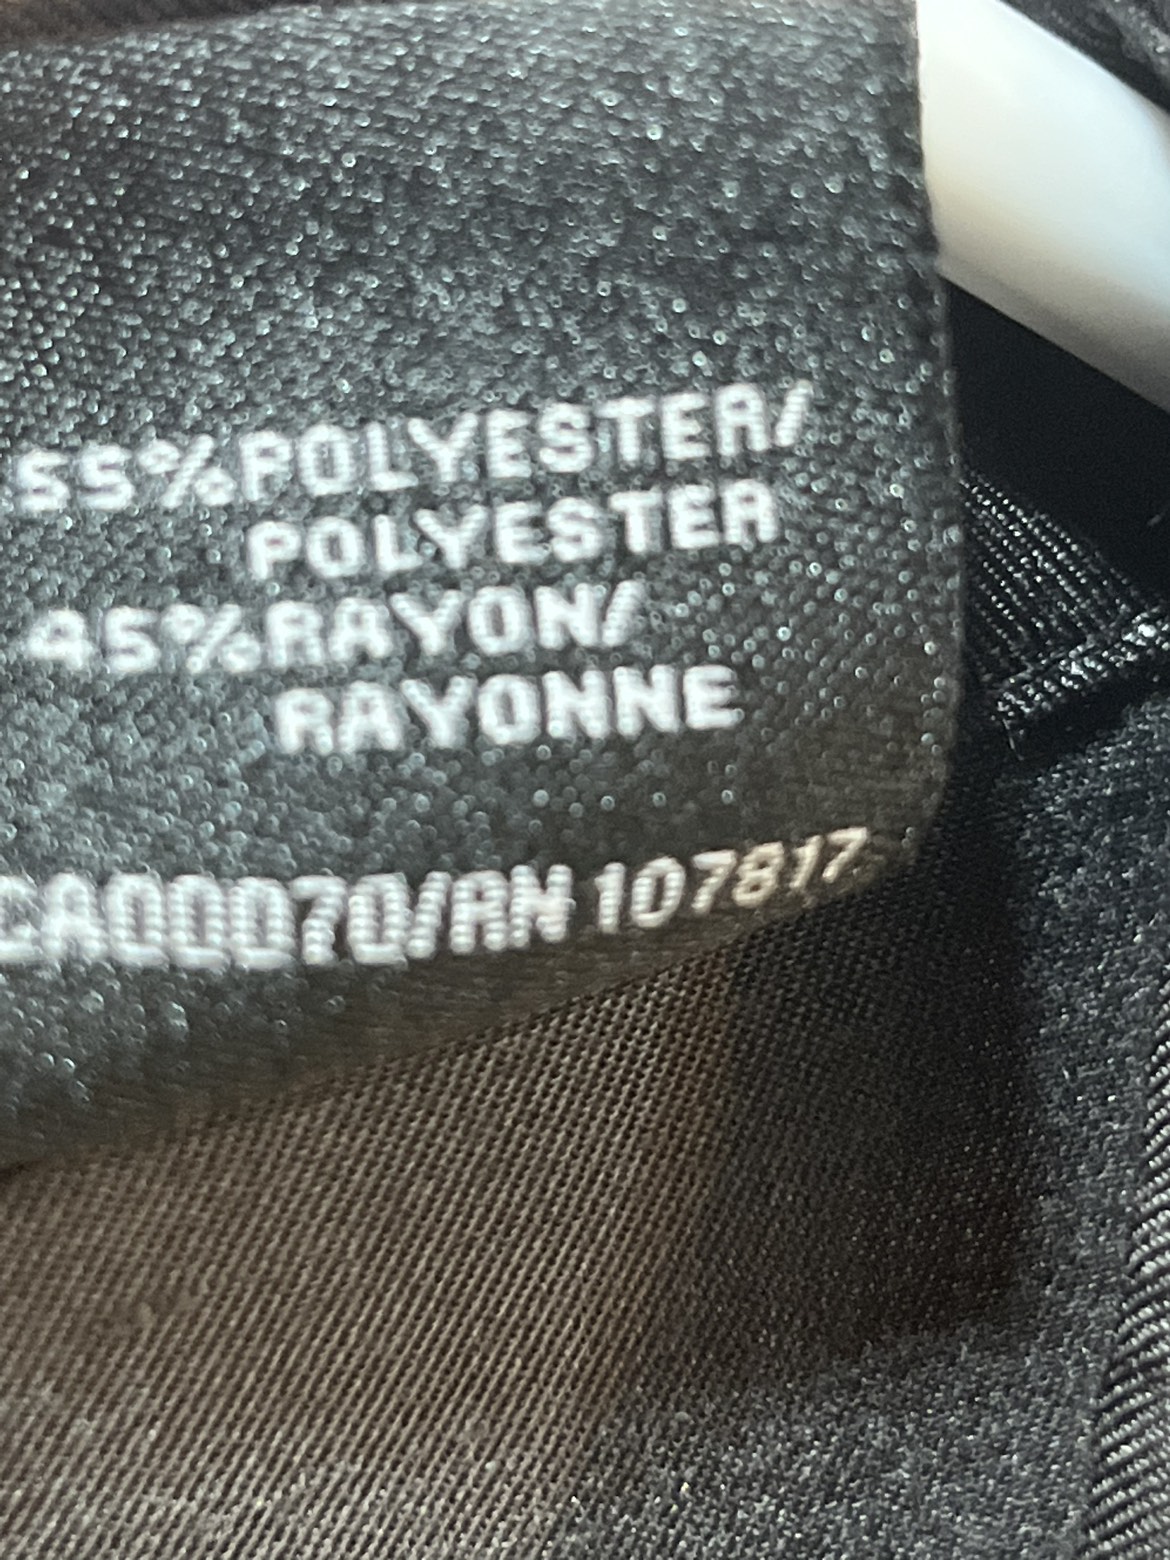 55%POLYESTER/
POLYESTER
45%RAYON/
RAYONNE
CA00070/RN 107817